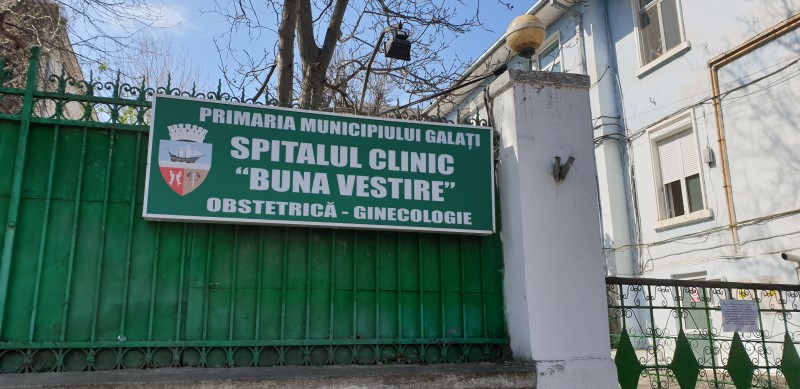 PRIMARIA MUNICIPIULUI GALAȚI
SPITALUL CLINIC
“BUNA VESTIRE”
OBSTETRICĂ - GINECOLOGIE